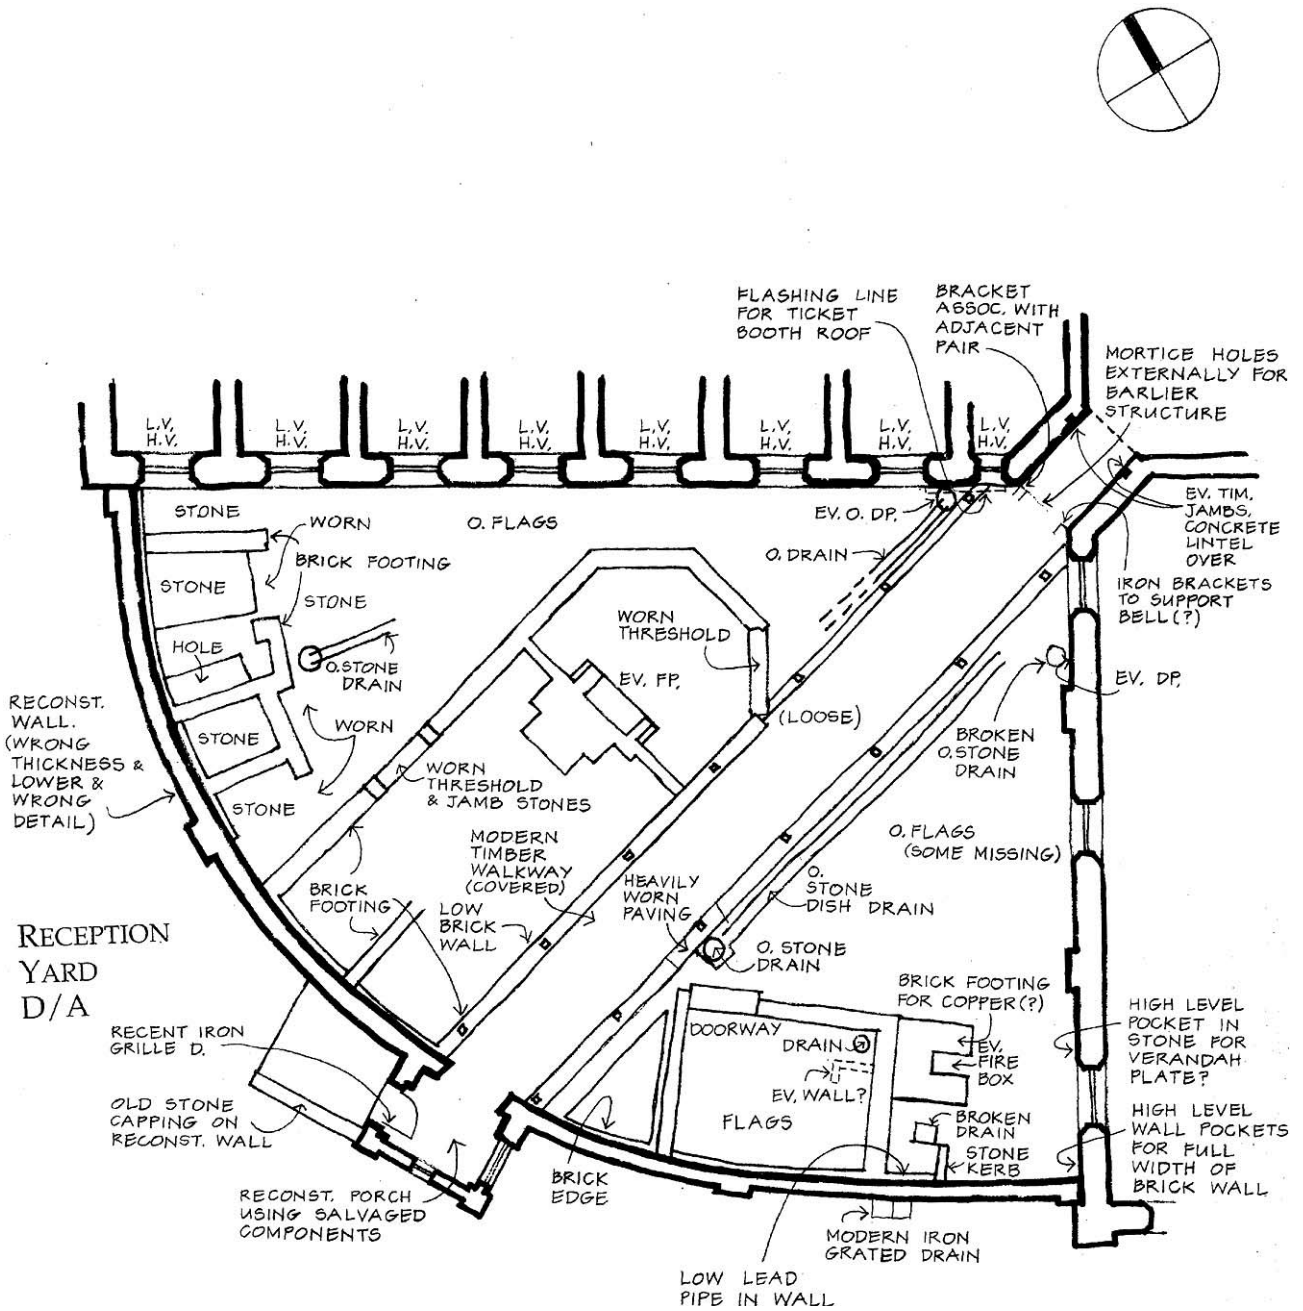 FLASHING LINE
FOR TICKET
BOOTH ROOF
BRACKET
ASSOC. WITH
ADJACENT
PAIR
MORTICE HOLES
EXTERNALLY FOR
EARLIER
STRUCTURE
L.V.
H.V.
L.V.
H.V.
L.V.
H.V.
L.V.
H.V.
L.V.
H.V.
L.V.
H.V.
L.V.
H.V.
L.V.
H.V.
STONE
WORN
O. FLAGS
EV. O. DP.
EV. TIM.
JAMBS,
CONCRETE
LINTEL
OVER
BRICK FOOTING
O. DRAIN
STONE
STONE
IRON BRACKETS
TO SUPPORT
BELL(?)
WORN
THRESHOLD
HOLE
O. STONE
DRAIN
EV. FP.
EV. DP.
RECONST.
WALL.
(WRONG
THICKNESS &
LOWER &
WRONG
DETAIL)
STONE
WORN
(LOOSE)
BROKEN
O. STONE
DRAIN
STONE
WORN
THRESHOLD
& JAMB STONES
MODERN
TIMBER
WALKWAY
(COVERED)
O. FLAGS
(SOME MISSING)
BRICK
FOOTING
LOW
BRICK
WALL
HEAVILY
WORN
PAVING
O.
STONE
DISH DRAIN
RECEPTION
YARD
D/A
O. STONE
DRAIN
BRICK FOOTING
FOR COPPER(?)
RECENT IRON
GRILLE D.
DOORWAY
DRAIN
EV.
FIRE
BOX
HIGH LEVEL
POCKET IN
STONE FOR
VERANDAH
PLATE?
OLD STONE
CAPPING ON
RECONST. WALL
EV. WALL?
FLAGS
BROKEN
DRAIN
STONE
KERB
HIGH LEVEL
WALL POCKETS
FOR FULL
WIDTH OF
BRICK WALL
RECONST. PORCH
USING SALVAGED
COMPONENTS
BRICK
EDGE
MODERN IRON
GRATED DRAIN
LOW LEAD
PIPE IN WALL